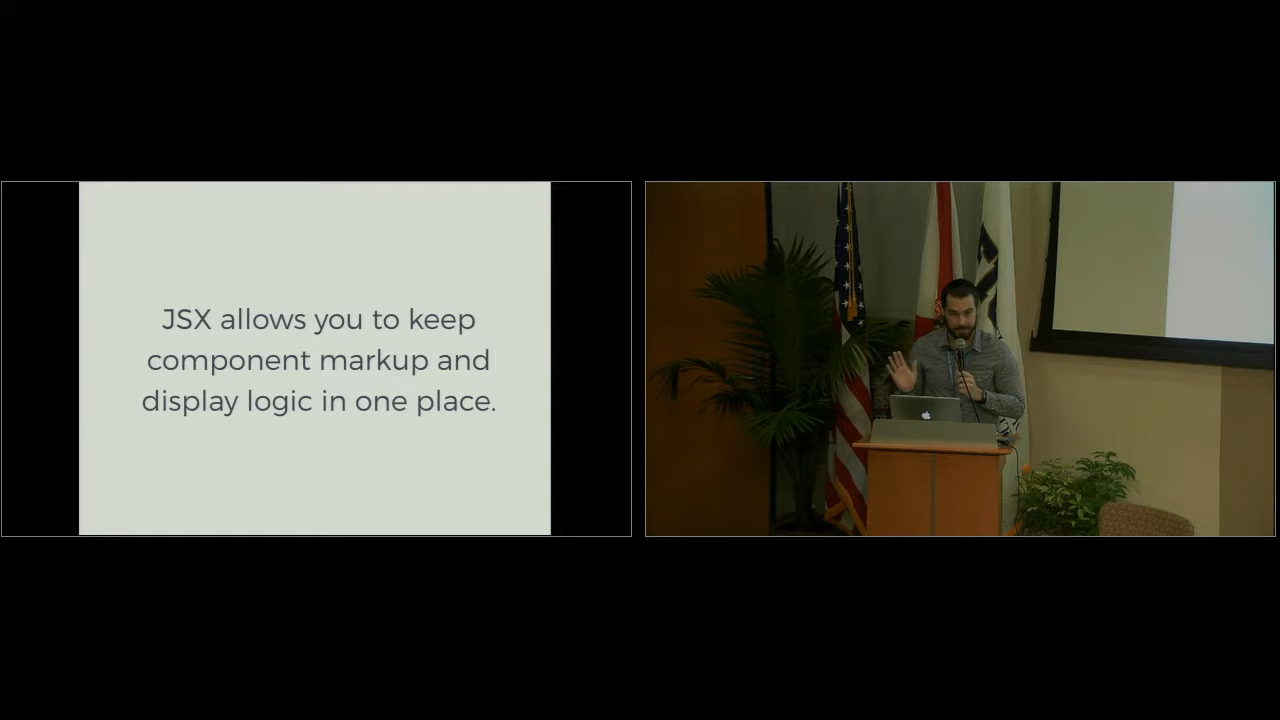 JSX allows you to keep
component markup and
display logic in one place.